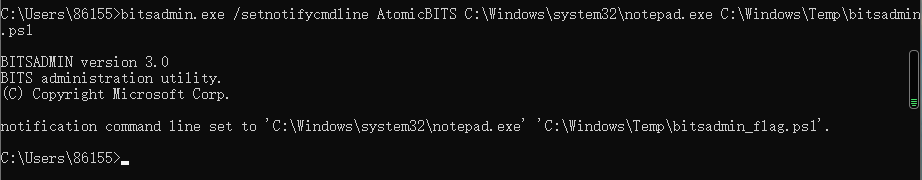 C:\Users\86155>bitsadmin.exe /setnotifycmdline AtomicBITS C:\Windows\system32\notepad.exe C:\Windows\Temp\bitsadmin
.ps1
BITSADMIN version 3.0
BITS administration utility.
(C) Copyright Microsoft Corp.
notification command line set to 'C:\Windows\system32\notepad.exe' 'C:\Windows\Temp\bitsadmin_flag.ps1'.
C:\Users\86155>